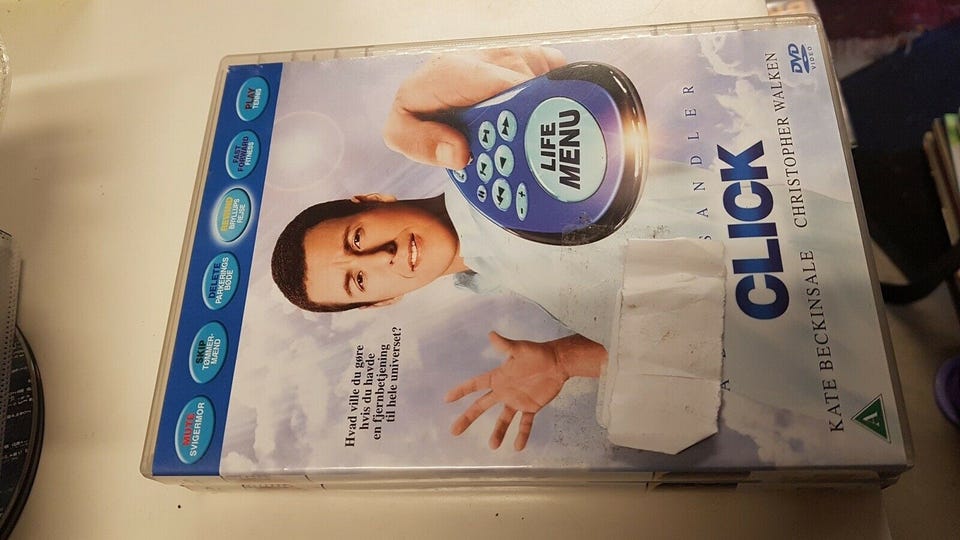 MUTE
SVIGERMOR
SKIP
TØMMER-
MÆND
DELETE
PARKERINGS
BØDE
REWIND
BRYLLUPS
REJSE
FAST
FORWARD
FITNESS
PLAY
TENNIS
Hvad ville du gøre
hvis du havde
en fjernbetjening
til hele universet?
LIFE
MENU
A SANDLER
CLICK
KATE BECKINSALE CHRISTOPHER WALKEN
A
DVD
VIDEO